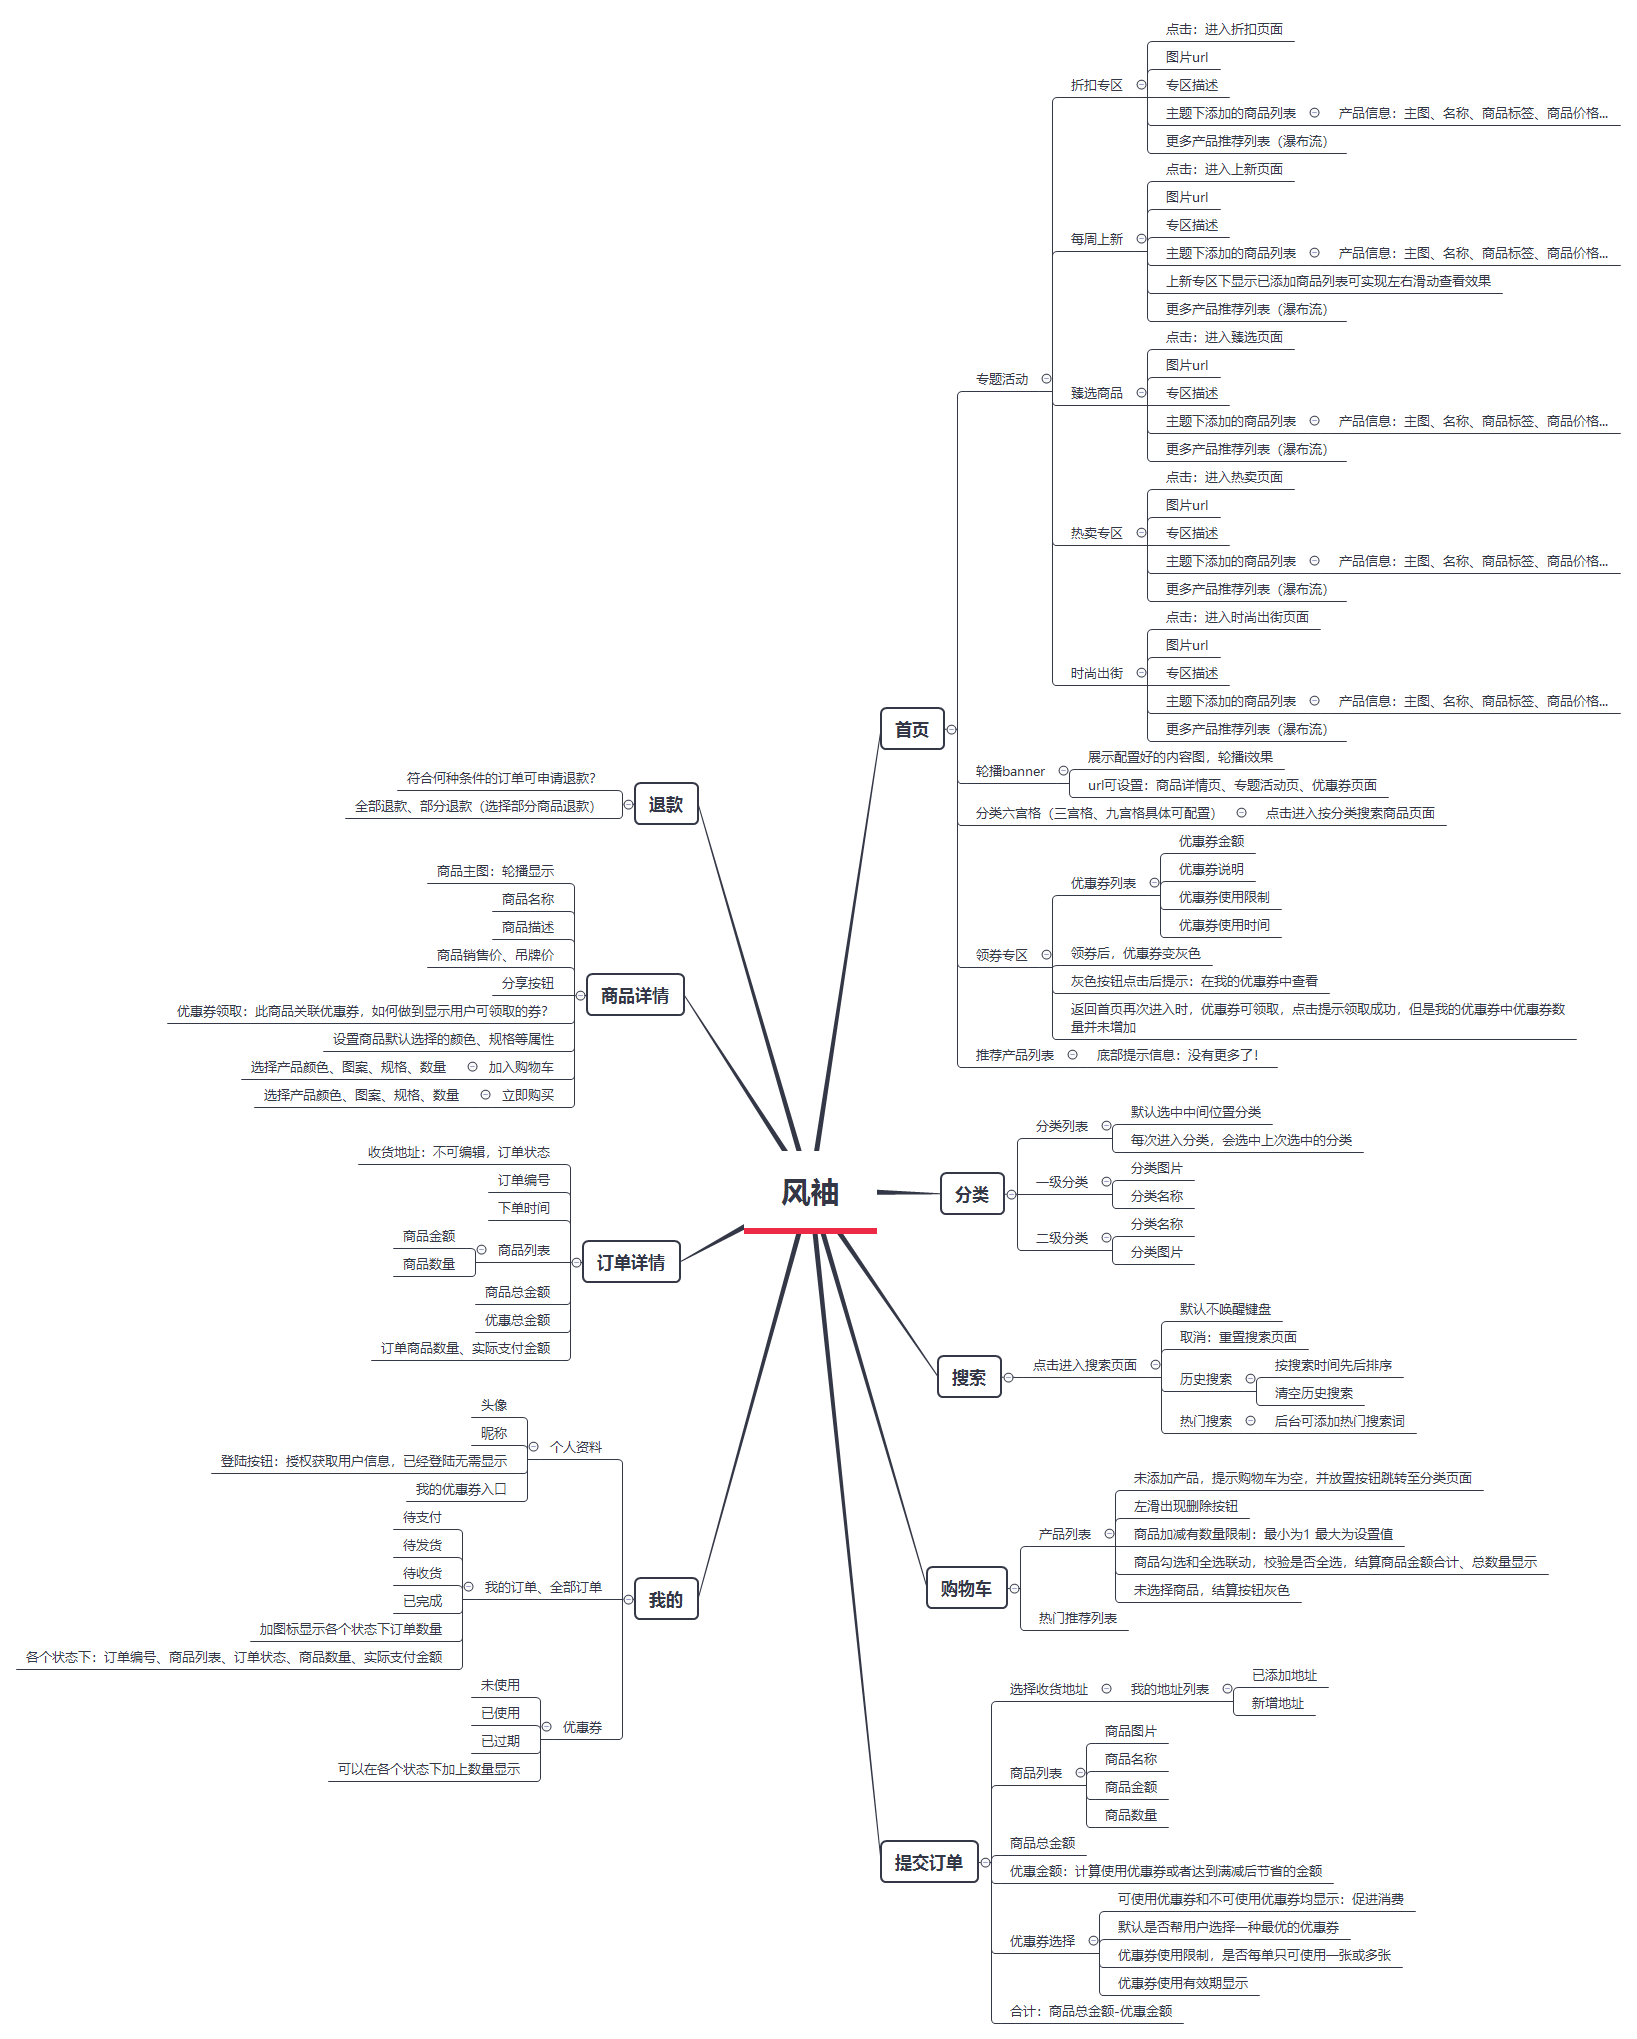 风袖
首页
专题活动
折扣专区
点击：进入折扣页面
图片url
专区描述
主题下添加的商品列表
产品信息：主图、名称、商品标签、商品价格...
更多产品推荐列表（瀑布流）
每周上新
点击：进入上新页面
图片url
专区描述
主题下添加的商品列表
产品信息：主图、名称、商品标签、商品价格...
上新专区下显示已添加商品列表可实现左右滑动查看效果
更多产品推荐列表（瀑布流）
臻选商品
点击：进入臻选页面
图片url
专区描述
主题下添加的商品列表
产品信息：主图、名称、商品标签、商品价格...
更多产品推荐列表（瀑布流）
热卖专区
点击：进入热卖页面
图片url
专区描述
主题下添加的商品列表
产品信息：主图、名称、商品标签、商品价格...
更多产品推荐列表（瀑布流）
时尚出街
点击：进入时尚出街页面
图片url
专区描述
主题下添加的商品列表
产品信息：主图、名称、商品标签、商品价格...
更多产品推荐列表（瀑布流）
轮播banner
展示配置好的内容图，轮播l效果
url可设置：商品详情页、专题活动页、优惠券页面
分类六宫格（三宫格、九宫格具体可配置）
点击进入按分类搜索商品页面
领券专区
优惠券列表
优惠券金额
优惠券说明
优惠券使用限制
优惠券使用时间
领券后，优惠券变灰色
灰色按钮点击后提示：在我的优惠券中查看
返回首页再次进入时，优惠券可领取，点击提示领取成功，但是我的优惠券中优惠券数
量并未增加
推荐产品列表
底部提示信息：没有更多了！
分类
分类列表
默认选中中间位置分类
每次进入分类，会选中上次选中的分类
一级分类
分类图片
分类名称
二级分类
分类名称
分类图片
搜索
点击进入搜索页面
默认不唤醒键盘
取消：重置搜索页面
历史搜索
按搜索时间先后排序
清空历史搜索
热门搜索
后台可添加热门搜索词
购物车
产品列表
未添加产品，提示购物车为空，并放置按钮跳转至分类页面
左滑出现删除按钮
商品加减有数量限制：最小为1 最大为设置值
商品勾选和全选联动，校验是否全选，结算商品金额合计、总数量显示
未选择商品，结算按钮灰色
热门推荐列表
提交订单
选择收货地址
我的地址列表
已添加地址
新增地址
商品列表
商品图片
商品名称
商品金额
商品数量
商品总金额
优惠金额：计算使用优惠券或者达到满减后节省的金额
优惠券选择
可使用优惠券和不可使用优惠券均显示：促进消费
默认是否帮用户选择一种最优的优惠券
优惠券使用限制，是否每单只可使用一张或多张
优惠券使用有效期显示
合计：商品总金额-优惠金额
退款
符合何种条件的订单可申请退款？
全部退款、部分退款（选择部分商品退款）
商品详情
商品主图：轮播显示
商品名称
商品描述
商品销售价、吊牌价
分享按钮
优惠券领取：此商品关联优惠券，如何做到显示用户可领取的券？
设置商品默认选择的颜色、规格等属性
加入购物车
选择产品颜色、图案、规格、数量
立即购买
选择产品颜色、图案、规格、数量
订单详情
收货地址：不可编辑，订单状态
订单编号
下单时间
商品列表
商品金额
商品数量
商品总金额
优惠总金额
订单商品数量、实际支付金额
我的
个人资料
头像
昵称
登陆按钮：授权获取用户信息，已经登陆无需显示
我的优惠券入口
我的订单、全部订单
待支付
待发货
待收货
已完成
加图标显示各个状态下订单数量
各个状态下：订单编号、商品列表、订单状态、商品数量、实际支付金额
优惠券
未使用
已使用
已过期
可以在各个状态下加上数量显示